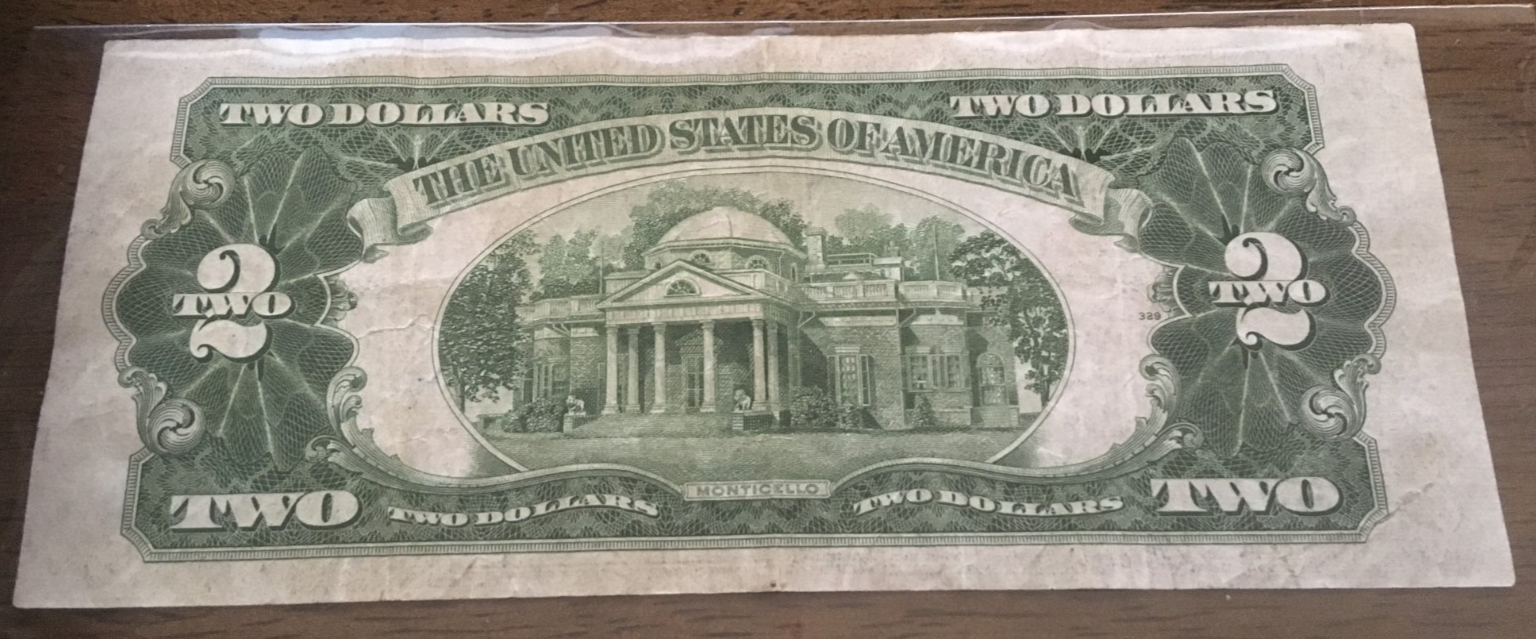 TWO DOLLARS TWO DOLLARS
THE UNITED STATES OF AMERICA
2 2
TWO TWO
329
MONTICELLO
TWO TWO DOLLARS TWO DOLLARS TWO